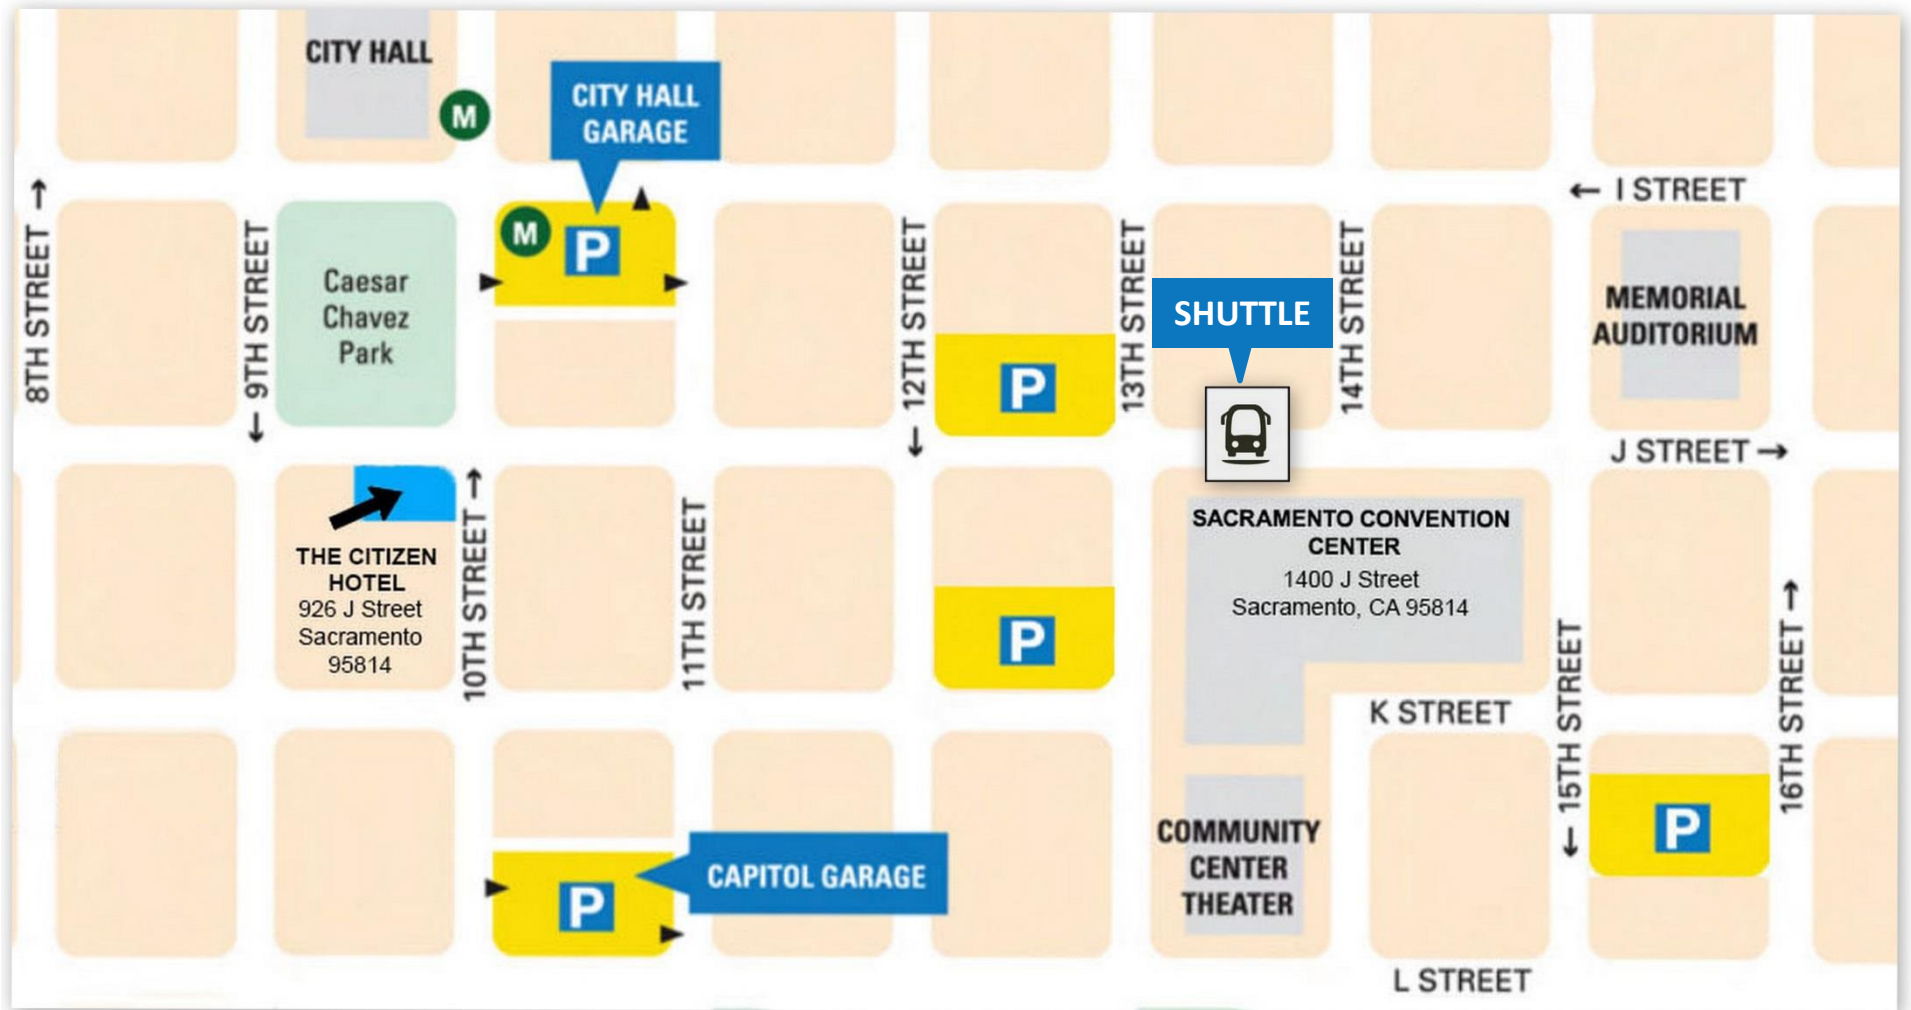 CITY HALL
M
CITY HALL
GARAGE
← I STREET
8TH STREET →
← 9TH STREET
Caesar
Chavez
Park
M
P
← 12TH STREET
P
13TH STREET
SHUTTLE
14TH STREET
MEMORIAL
AUDITORIUM
J STREET →
THE CITIZEN
HOTEL
926 J Street
Sacramento
95814
10TH STREET →
11TH STREET
P
SACRAMENTO CONVENTION
CENTER
1400 J Street
Sacramento, CA 95814
K STREET
← 15TH STREET
16TH STREET →
P
CAPITOL GARAGE
P
COMMUNITY
CENTER
THEATER
L STREET